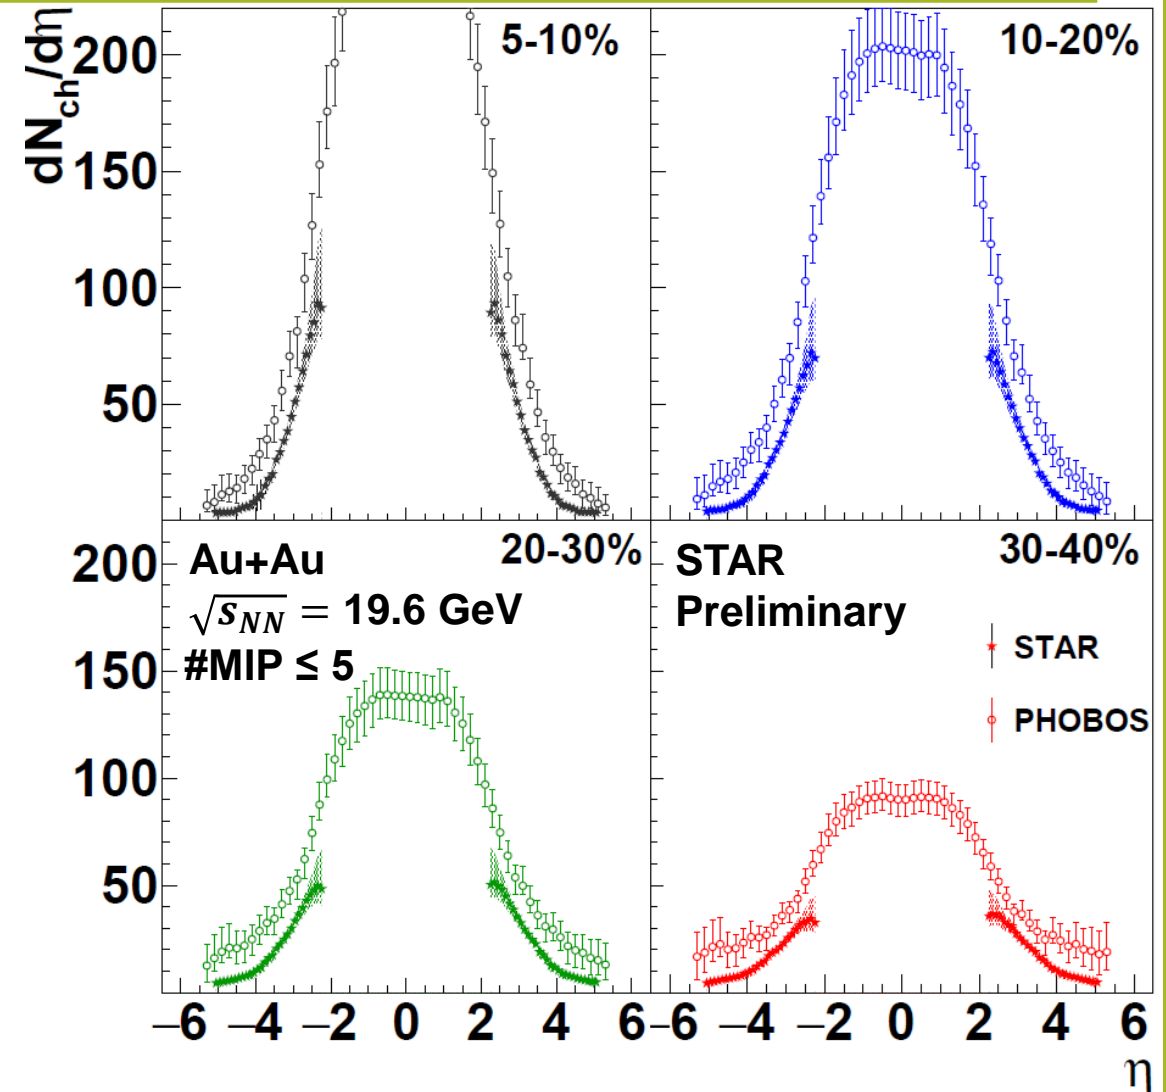 dN_ch/dη
200
150
100
50
5-10%
10-20%
200
150
100
50
Au+Au
√s_NN = 19.6 GeV
#MIP ≤ 5
20-30%
STAR
Preliminary
30-40%
STAR
PHOBOS
−6 −4 −2 0 2 4 6
−6 −4 −2 0 2 4 6
η